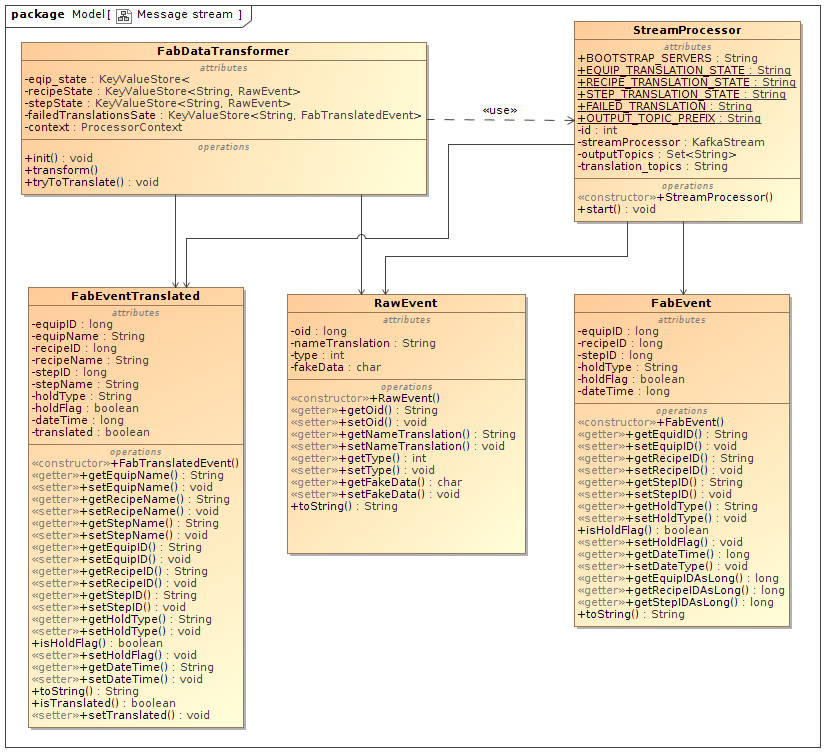 package Model[ Message stream ]
FabDataTransformer
attributes
-eqip_state : KeyValueStore<
-recipeState : KeyValueStore<String, RawEvent>
-stepState : KeyValueStore<String, RawEvent>
-failedTranslationsSate : KeyValueStore<String, FabTranslatedEvent>
-context : ProcessorContext
operations
+init() : void
+transform()
+tryToTranslate() : void
«use»
StreamProcessor
attributes
+BOOTSTRAP_SERVERS : String
+EQUIP_TRANSLATION_STATE : String
+RECIPE_TRANSLATION_STATE : String
+STEP_TRANSLATION_STATE : String
+FAILED_TRANSLATION : String
+OUTPUT_TOPIC_PREFIX : String
-id : int
-streamProcessor : KafkaStream
-outputTopics : Set<String>
-translation_topics : String
operations
«constructor»+StreamProcessor()
+start() : void
FabEventTranslated
attributes
-equipID : long
-equipName : String
-recipeID : long
-recipeName : String
-stepID : long
-stepName : String
-holdType : String
-holdFlag : boolean
-dateTime : long
-translated : boolean
operations
«constructor»+FabTranslatedEvent()
«getter»+getEquipName() : String
«setter»+setEquipName() : void
«getter»+getRecipeName() : String
«setter»+setRecipeName() : void
«getter»+getStepName() : String
«setter»+setStepName() : void
«getter»+getEquipID() : String
«setter»+setEquipID() : void
«getter»+getRecipeID() : String
«setter»+setRecipeID() : void
«getter»+getStepID() : String
«setter»+setStepID() : void
«getter»+getHoldType() : String
«setter»+setHoldType() : void
+isHoldFlag() : boolean
«setter»+setHoldFlag() : void
«getter»+getDateTime() : String
«setter»+setDateTime() : void
+toString() : String
+isTranslated() : boolean
«setter»+setTranslated() : void
RawEvent
attributes
-oid : long
-nameTranslation : String
-type : int
-fakeData : char
operations
«constructor»+RawEvent()
«getter»+getOid() : String
«setter»+setOid() : void
«getter»+getNameTranslation() : String
«setter»+setNameTranslation() : void
«getter»+getType() : int
«setter»+setType() : void
«getter»+getFakeData() : char
«setter»+setFakeData() : void
+toString() : String
FabEvent
attributes
-equipID : long
-recipeID : long
-stepID : long
-holdType : String
-holdFlag : boolean
-dateTime : long
operations
«constructor»+FabEvent()
«getter»+getEquidID() : String
«setter»+setEquipID() : void
«getter»+getRecipeID() : String
«setter»+setRecipeID() : void
«getter»+getStepID() : String
«setter»+setStepID() : void
«getter»+getHoldType() : String
«setter»+setHoldType() : void
+isHoldFlag() : boolean
«setter»+setHoldFlag() : void
«getter»+getDateTime() : long
«setter»+setDateType() : void
«getter»+getEquipIDAsLong() : long
«getter»+getRecipeIDAsLong() : long
«getter»+getStepIDAsLong() : long
+toString() : String